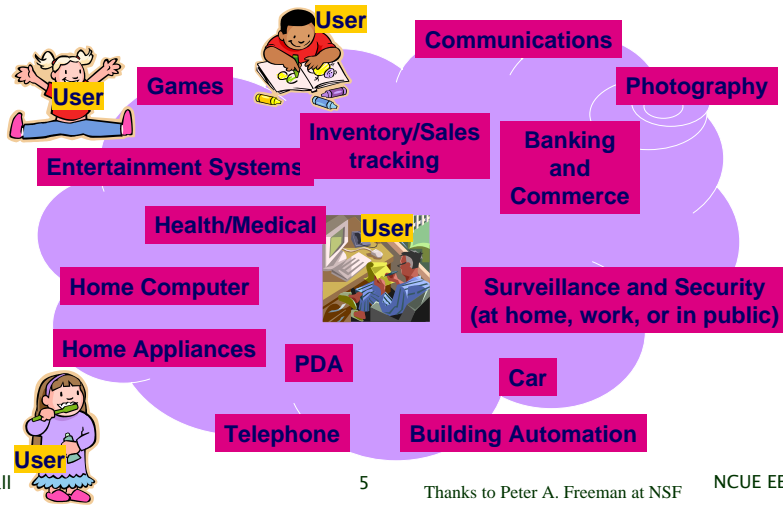 User
Communications
User
Games
Photography
Inventory/Sales
tracking
Banking
and
Commerce
Entertainment Systems
Health/Medical
User
Home Computer
Surveillance and Security
(at home, work, or in public)
Home Appliances
PDA
Car
Telephone
Building Automation
User
5
Thanks to Peter A. Freeman at NSF
NCUE